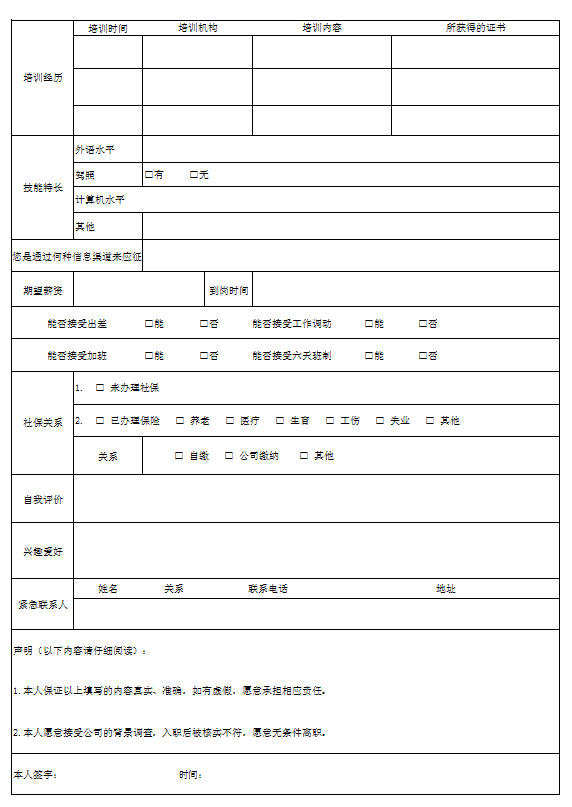 培训时间 培训机构 培训内容 所获得的证书
培训经历
外语水平
技能特长
驾照 □有 □无
计算机水平
其他
您是通过何种信息渠道来应征
期望薪资 到岗时间
能否接受出差 □能 □否 能否接受工作调动 □能 □否
能否接受加班 □能 □否 能否接受六天班制 □能 □否
社保关系
1. □ 未办理社保
2. □ 已办理保险 □ 养老 □ 医疗 □ 生育 □ 工伤 □ 失业 □ 其他
关系 □ 自缴 □ 公司缴纳 □ 其他
自我评价
兴趣爱好
紧急联系人
姓名 关系 联系电话 地址
声明（以下内容请仔细阅读）：
1.本人保证以上填写的内容真实、准确，如有虚假，愿意承担相应责任。
2.本人愿意接受公司的背景调查，入职后被核实不符，愿意无条件离职。
本人签字： 时间：